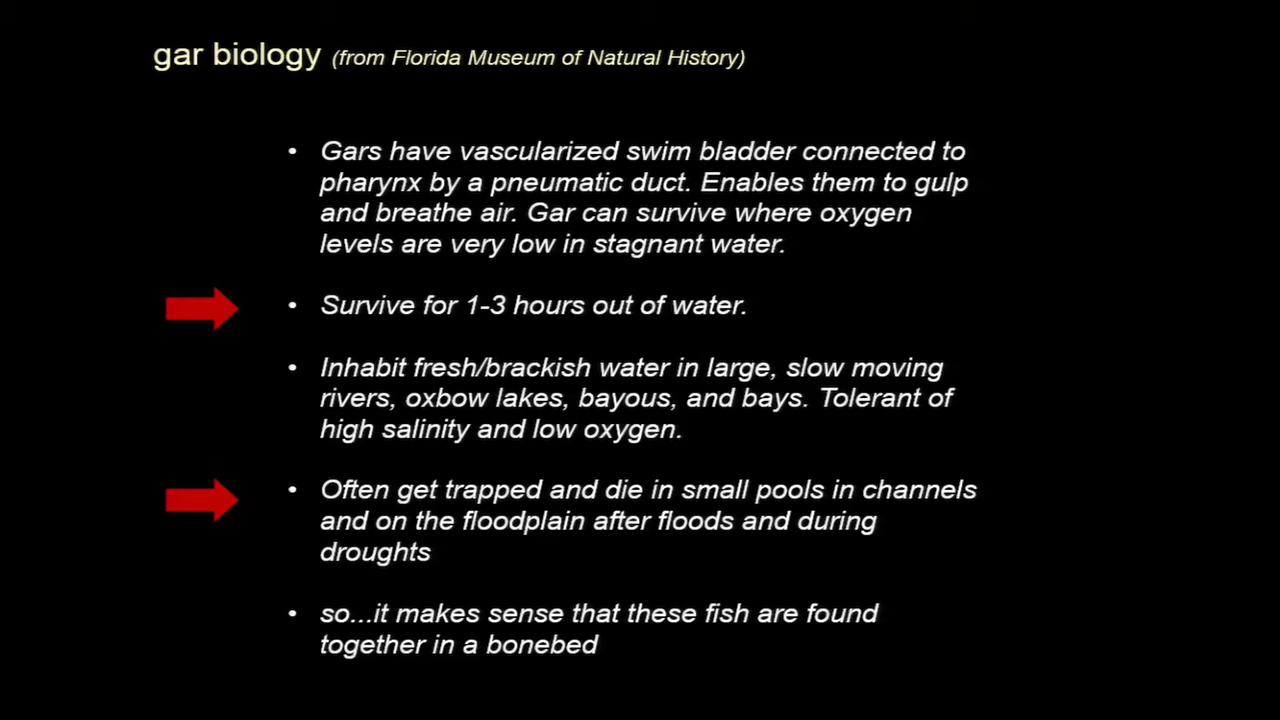 gar biology (from Florida Museum of Natural History)
• Gars have vascularized swim bladder connected to
pharynx by a pneumatic duct. Enables them to gulp
and breathe air. Gar can survive where oxygen
levels are very low in stagnant water.
• Survive for 1-3 hours out of water.
• Inhabit fresh/brackish water in large, slow moving
rivers, oxbow lakes, bayous, and bays. Tolerant of
high salinity and low oxygen.
• Often get trapped and die in small pools in channels
and on the floodplain after floods and during
droughts
• so...it makes sense that these fish are found
together in a bonebed